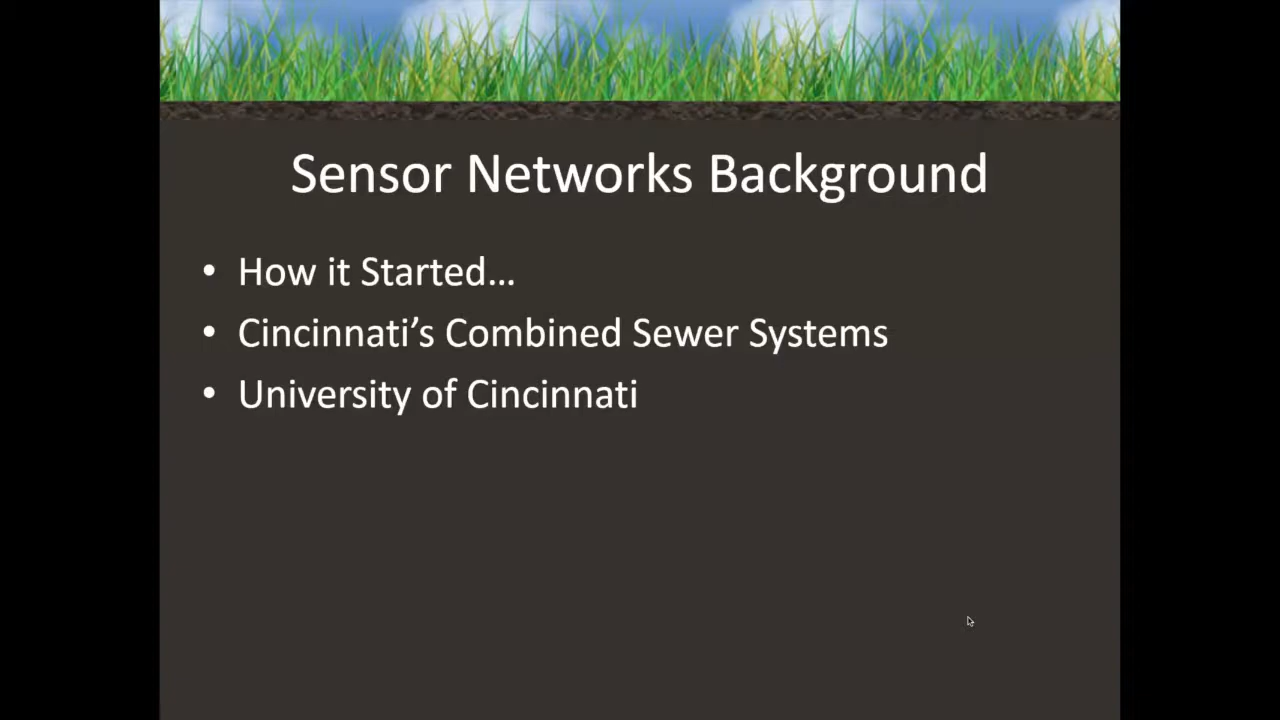 Sensor Networks Background
• How it Started…
• Cincinnati’s Combined Sewer Systems
• University of Cincinnati